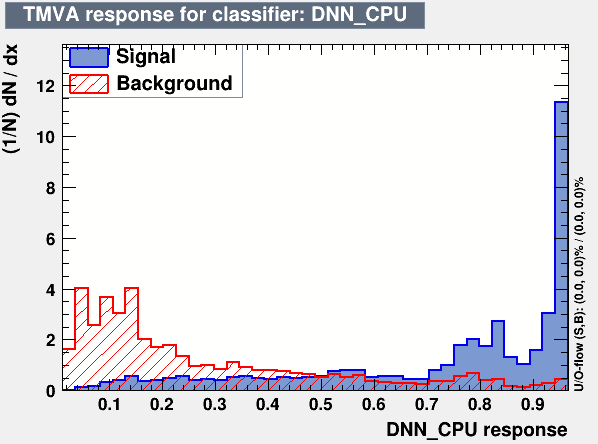 TMVA response for classifier: DNN_CPU
Signal
Background
(1/N) dN / dx
12
10
8
6
4
2
0
0.1 0.2 0.3 0.4 0.5 0.6 0.7 0.8 0.9
DNN_CPU response
U/O-flow (S,B): (0.0, 0.0)% / (0.0, 0.0)%